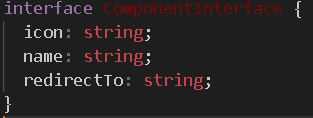 interface ComponentInterface {
  icon: string;
  name: string;
  redirectTo: string;
}